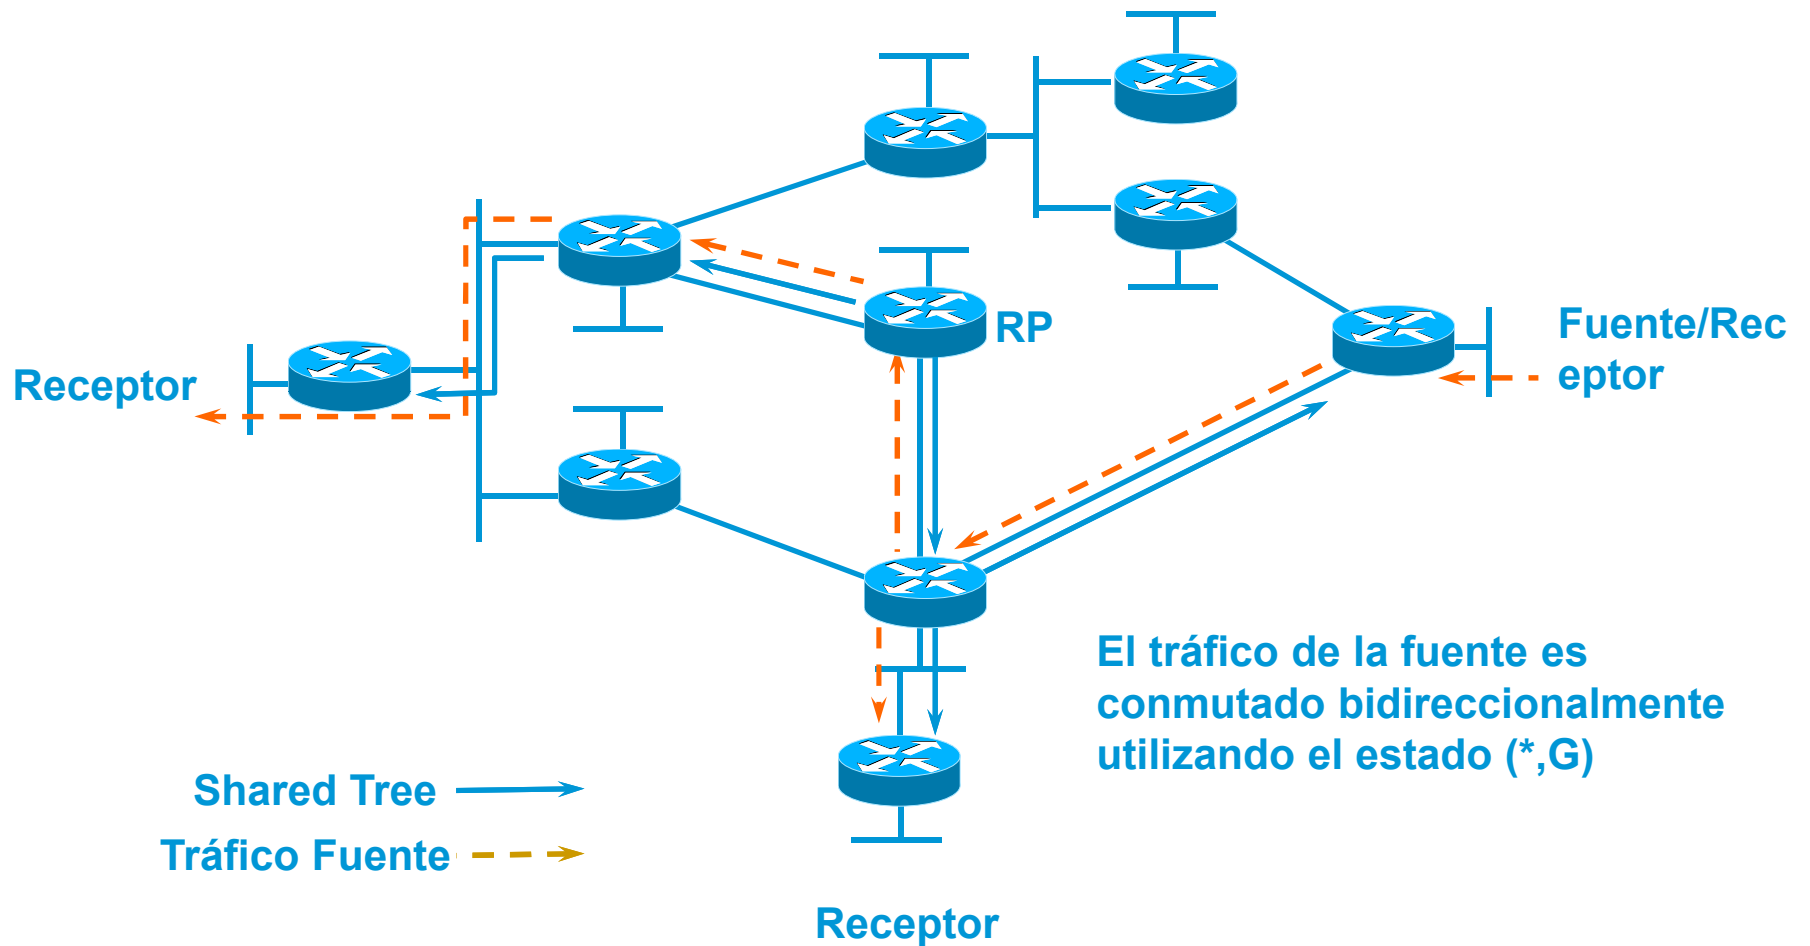 RP
Fuente/Rec
eptor
Receptor
El tráfico de la fuente es
conmutado bidireccionalmente
utilizando el estado (*,G)
Shared Tree
Tráfico Fuente
Receptor